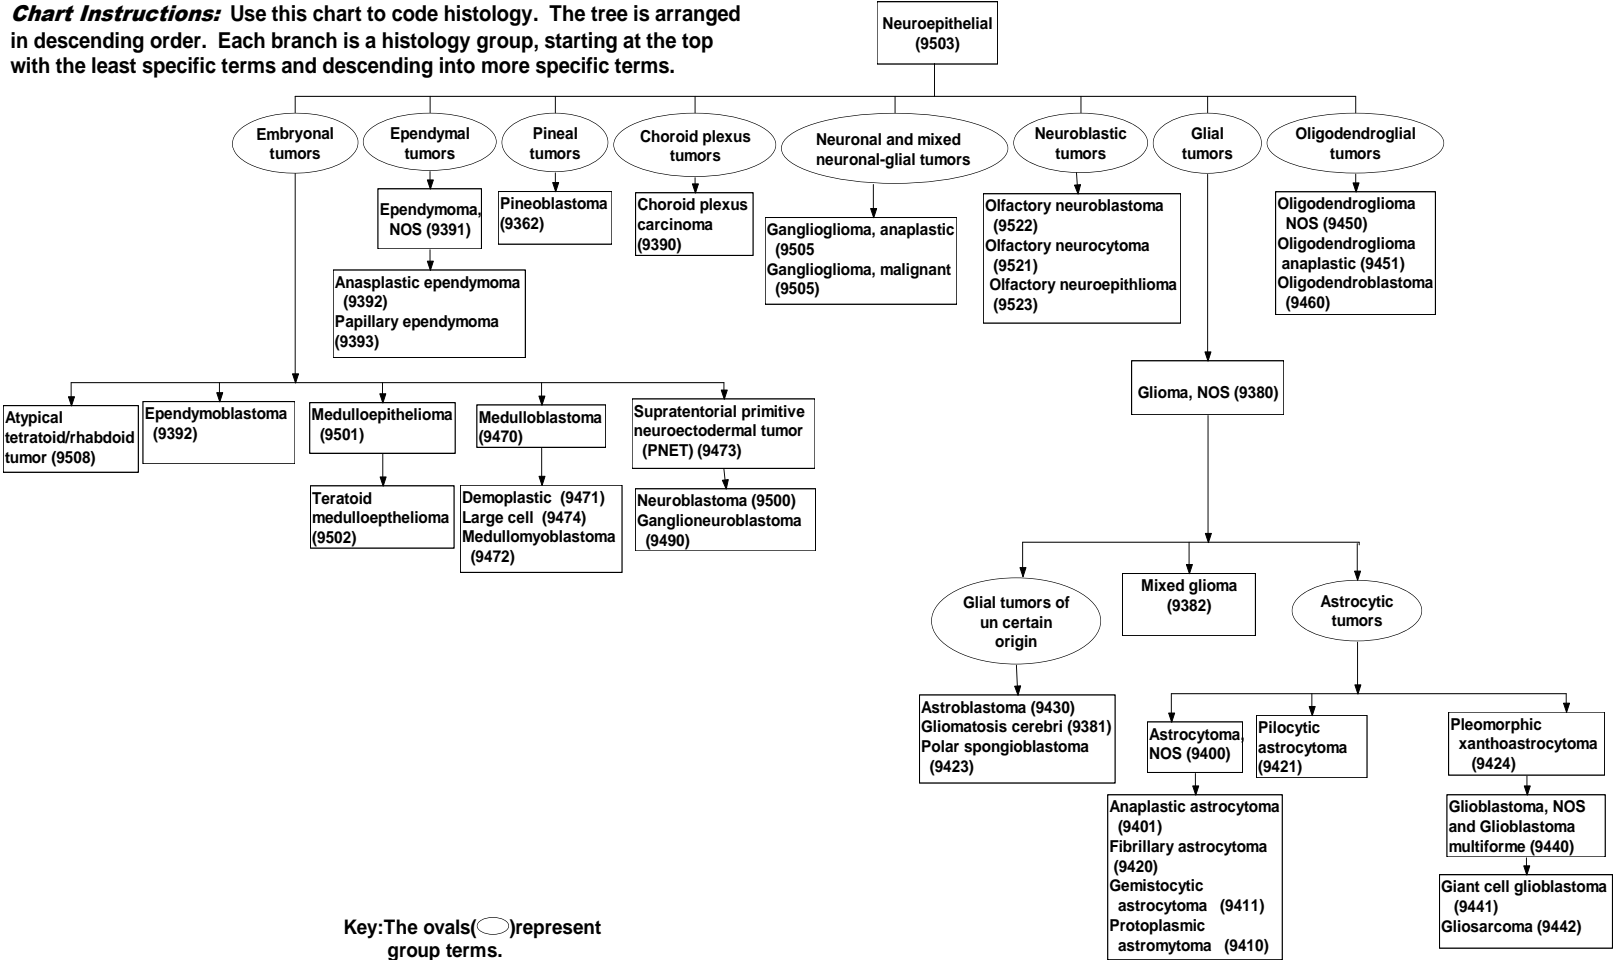 Chart Instructions: Use this chart to code histology. The tree is arranged
in descending order. Each branch is a histology group, starting at the top
with the least specific terms and descending into more specific terms.
Neuroepithelial
(9503)
Embryonal
tumors
Ependymal
tumors
Pineal
tumors
Choroid plexus
tumors
Neuronal and mixed
neuronal-glial tumors
Neuroblastic
tumors
Glial
tumors
Oligodendroglial
tumors
Ependymoma,
NOS (9391)
Pineoblastoma
(9362)
Choroid plexus
carcinoma
(9390)
Ganglioglioma, anaplastic
(9505
Ganglioglioma, malignant
(9505)
Olfactory neuroblastoma
(9522)
Olfactory neurocytoma
(9521)
Olfactory neuroepithlioma
(9523)
Oligodendroglioma
NOS (9450)
Oligodendroglioma
anaplastic (9451)
Oligodendroblastoma
(9460)
Anasplastic ependymoma
(9392)
Papillary ependymoma
(9393)
Glioma, NOS (9380)
Atypical
tetratoid/rhabdoid
tumor (9508)
Ependymoblastoma
(9392)
Medulloepithelioma
(9501)
Medulloblastoma
(9470)
Supratentorial primitive
neuroectodermal tumor
(PNET) (9473)
Teratoid
medulloepthelioma
(9502)
Demoplastic (9471)
Large cell (9474)
Medullomyoblastoma
(9472)
Neuroblastoma (9500)
Ganglioneuroblastoma
(9490)
Glial tumors of
un certain
origin
Mixed glioma
(9382)
Astrocytic
tumors
Astroblastoma (9430)
Gliomatosis cerebri (9381)
Polar spongioblastoma
(9423)
Astrocytoma,
NOS (9400)
Pilocytic
astrocytoma
(9421)
Pleomorphic
xanthoastrocytoma
(9424)
Anaplastic astrocytoma
(9401)
Fibrillary astrocytoma
(9420)
Gemistocytic
astrocytoma (9411)
Protoplasmic
astromytoma (9410)
Glioblastoma, NOS
and Glioblastoma
multiforme (9440)
Giant cell glioblastoma
(9441)
Gliosarcoma (9442)
Key:The ovals( )represent
group terms.